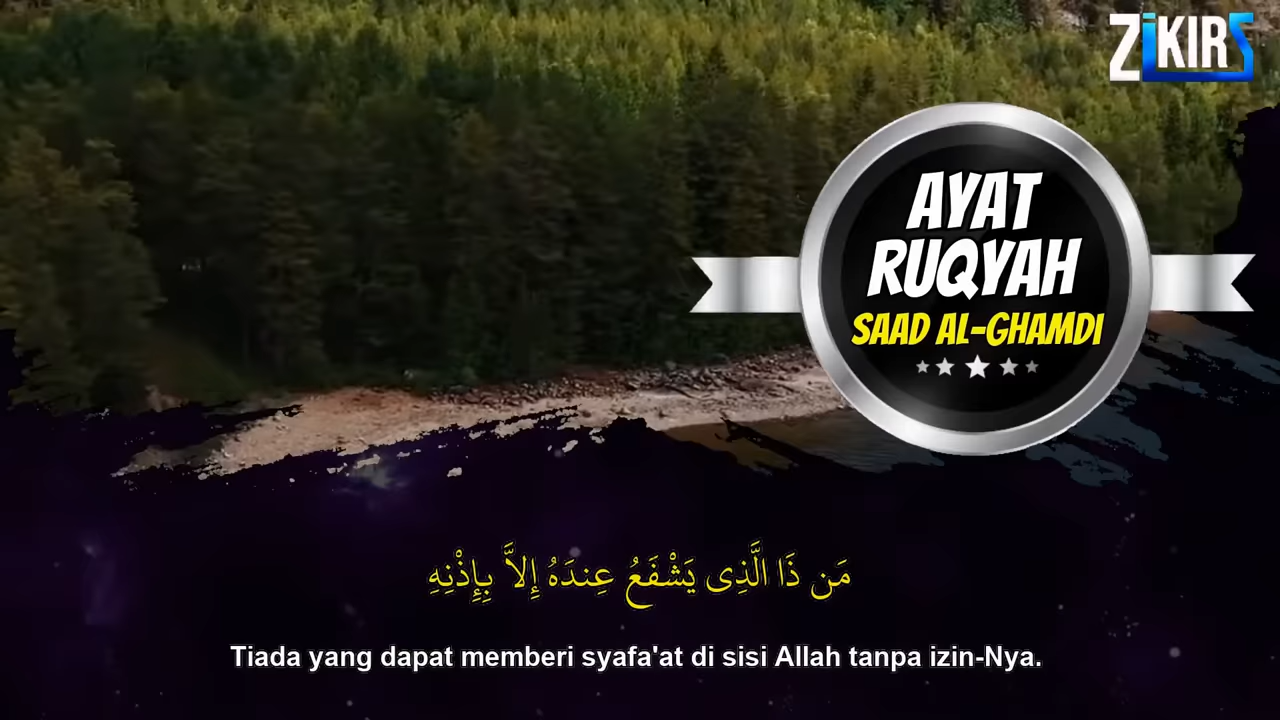 ZiKIRS
AYAT
RUQYAH
SAAD AL-GHAMDI
مَن ذَا الَّذِى يَشْفَعُ عِندَهُ إِلاَّ بِإِذْنِهِ
Tiada yang dapat memberi syafa'at di sisi Allah tanpa izin-Nya.